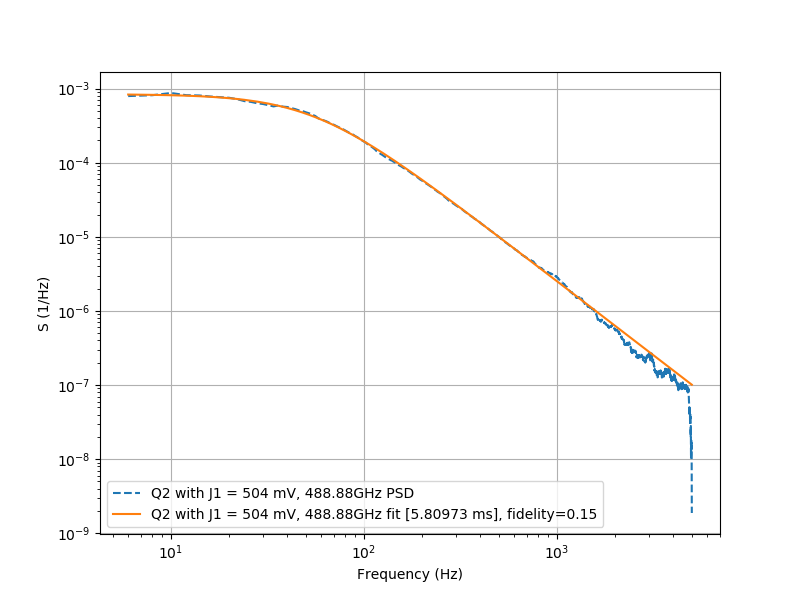 S (1/Hz)
10⁻³
10⁻⁴
10⁻⁵
10⁻⁶
10⁻⁷
10⁻⁸
10⁻⁹
Q2 with J1 = 504 mV, 488.88GHz PSD
Q2 with J1 = 504 mV, 488.88GHz fit [5.80973 ms], fidelity=0.15
10¹ 10² 10³
Frequency (Hz)